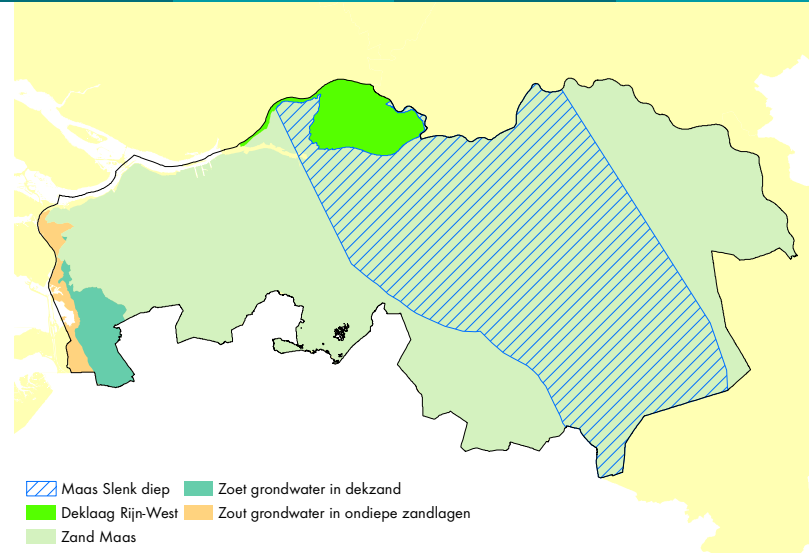 Maas Slenk diep
Zoet grondwater in dekzand
Deklaag Rijn-West
Zout grondwater in ondiepe zandlagen
Zand Maas